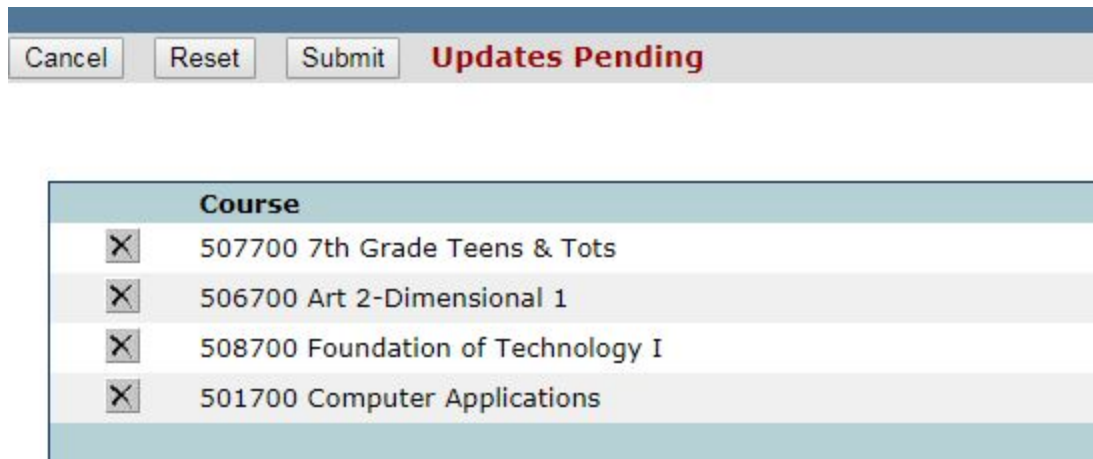 Cancel Reset Submit Updates Pending
Course
507700 7th Grade Teens & Tots
506700 Art 2-Dimensional 1
508700 Foundation of Technology I
501700 Computer Applications